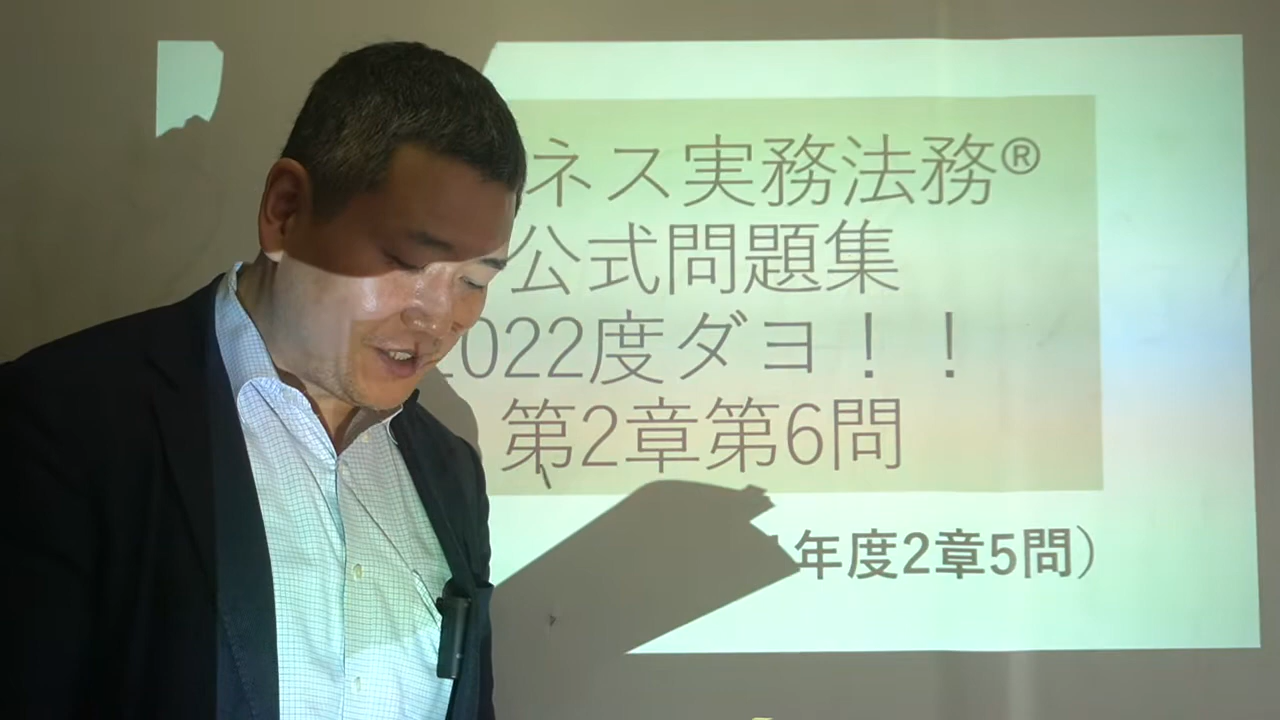 ネス実務法務®
公式問題集
2022度ダヨ！！
第2章第6問
年度2章5問）